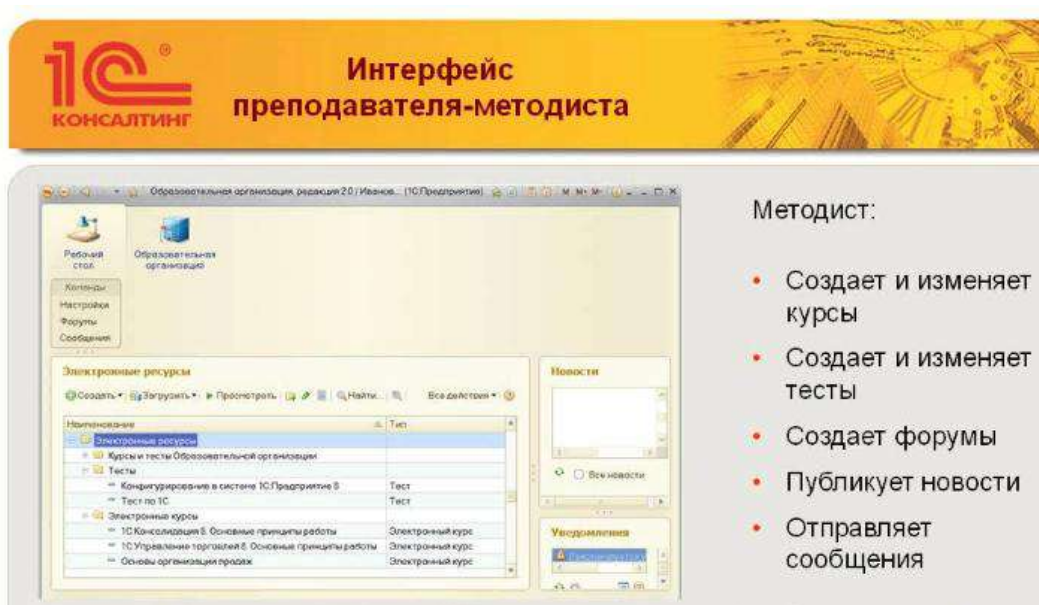 1С®
КОНСАЛТИНГ
Интерфейс
преподавателя-методиста
Образовательная организация, редакция 2.0 / Иванов... (1С:Предприятие)
M M+ M-
Рабочий
стол
Образовательная
организация
Команды
Настройки
Форумы
Сообщения
Электронные ресурсы
Создать Загрузить Просмотреть Найти... Все действия
Наименование Тип
Электронные ресурсы
Курсы и тесты Образовательной организации
Тесты
Конфигурирование в системе 1С:Предприятие 8 Тест
Тест по 1С Тест
Электронные курсы
1С:Консолидация 8. Основные принципы работы Электронный курс
1С:Управление торговлей 8. Основные принципы работы Электронный курс
Основы организации продаж Электронный курс
Новости
Все новости
Уведомления
Методист:
• Создает и изменяет
курсы
• Создает и изменяет
тесты
• Создает форумы
• Публикует новости
• Отправляет
сообщения